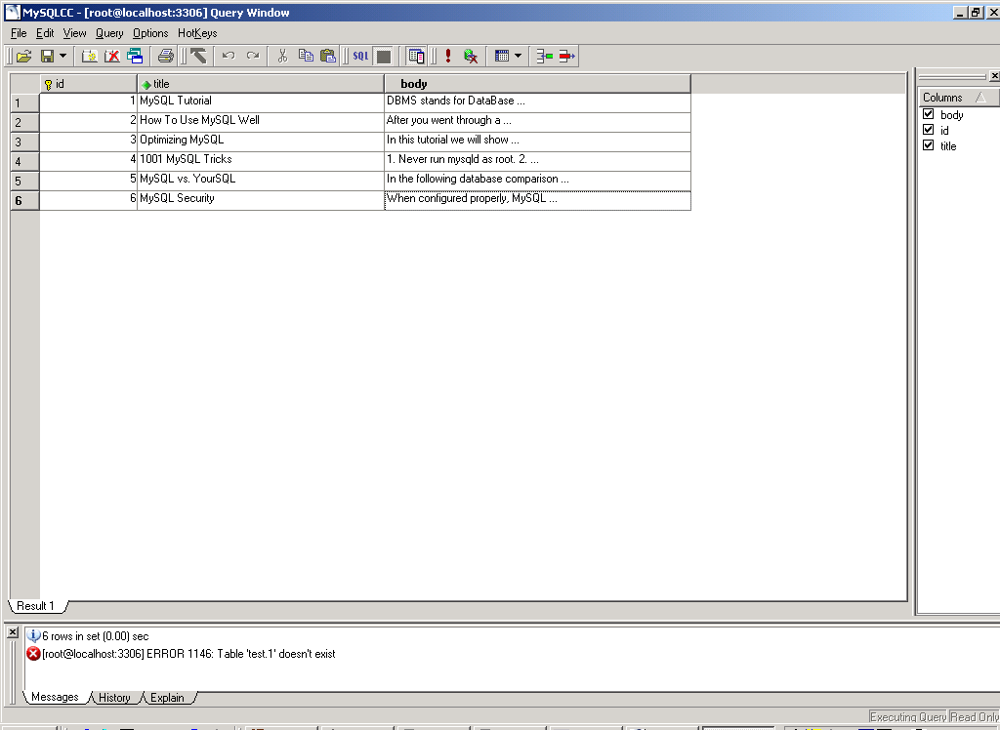 MySQLCC - [root@localhost:3306] Query Window
File Edit View Query Options HotKeys
SQL
id title body
1 1 MySQL Tutorial DBMS stands for DataBase ...
2 2 How To Use MySQL Well After you went through a ...
3 3 Optimizing MySQL In this tutorial we will show ...
4 4 1001 MySQL Tricks 1. Never run mysqld as root. 2. ...
5 5 MySQL vs. YourSQL In the following database comparison ...
6 6 MySQL Security When configured properly, MySQL ...
Columns
body
id
title
Result 1
6 rows in set (0.00) sec
[root@localhost:3306] ERROR 1146: Table 'test.1' doesn't exist
Messages History Explain
Executing Query Read Only